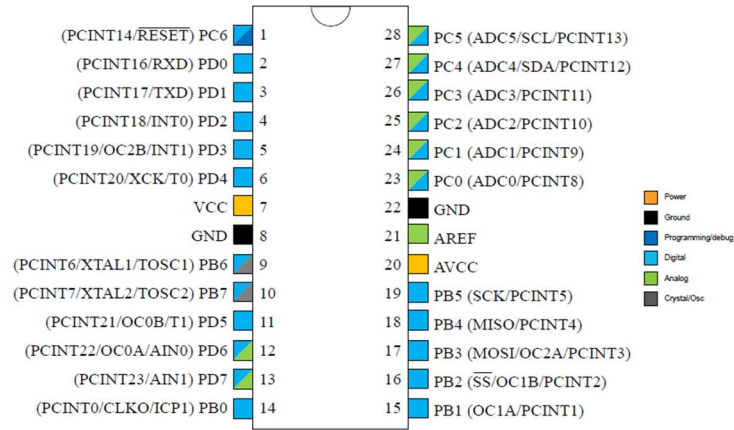 (PCINT14/RESET) PC6 1 28 PC5 (ADC5/SCL/PCINT13)
(PCINT16/RXD) PD0 2 27 PC4 (ADC4/SDA/PCINT12)
(PCINT17/TXD) PD1 3 26 PC3 (ADC3/PCINT11)
(PCINT18/INT0) PD2 4 25 PC2 (ADC2/PCINT10)
(PCINT19/OC2B/INT1) PD3 5 24 PC1 (ADC1/PCINT9)
(PCINT20/XCK/T0) PD4 6 23 PC0 (ADC0/PCINT8)
VCC 7 22 GND
GND 8 21 AREF
(PCINT6/XTAL1/TOSC1) PB6 9 20 AVCC
(PCINT7/XTAL2/TOSC2) PB7 10 19 PB5 (SCK/PCINT5)
(PCINT21/OC0B/T1) PD5 11 18 PB4 (MISO/PCINT4)
(PCINT22/OC0A/AIN0) PD6 12 17 PB3 (MOSI/OC2A/PCINT3)
(PCINT23/AIN1) PD7 13 16 PB2 (SS/OC1B/PCINT2)
(PCINT0/CLKO/ICP1) PB0 14 15 PB1 (OC1A/PCINT1)
Power
Ground
Programming/debug
Digital
Analog
Crystal/Osc